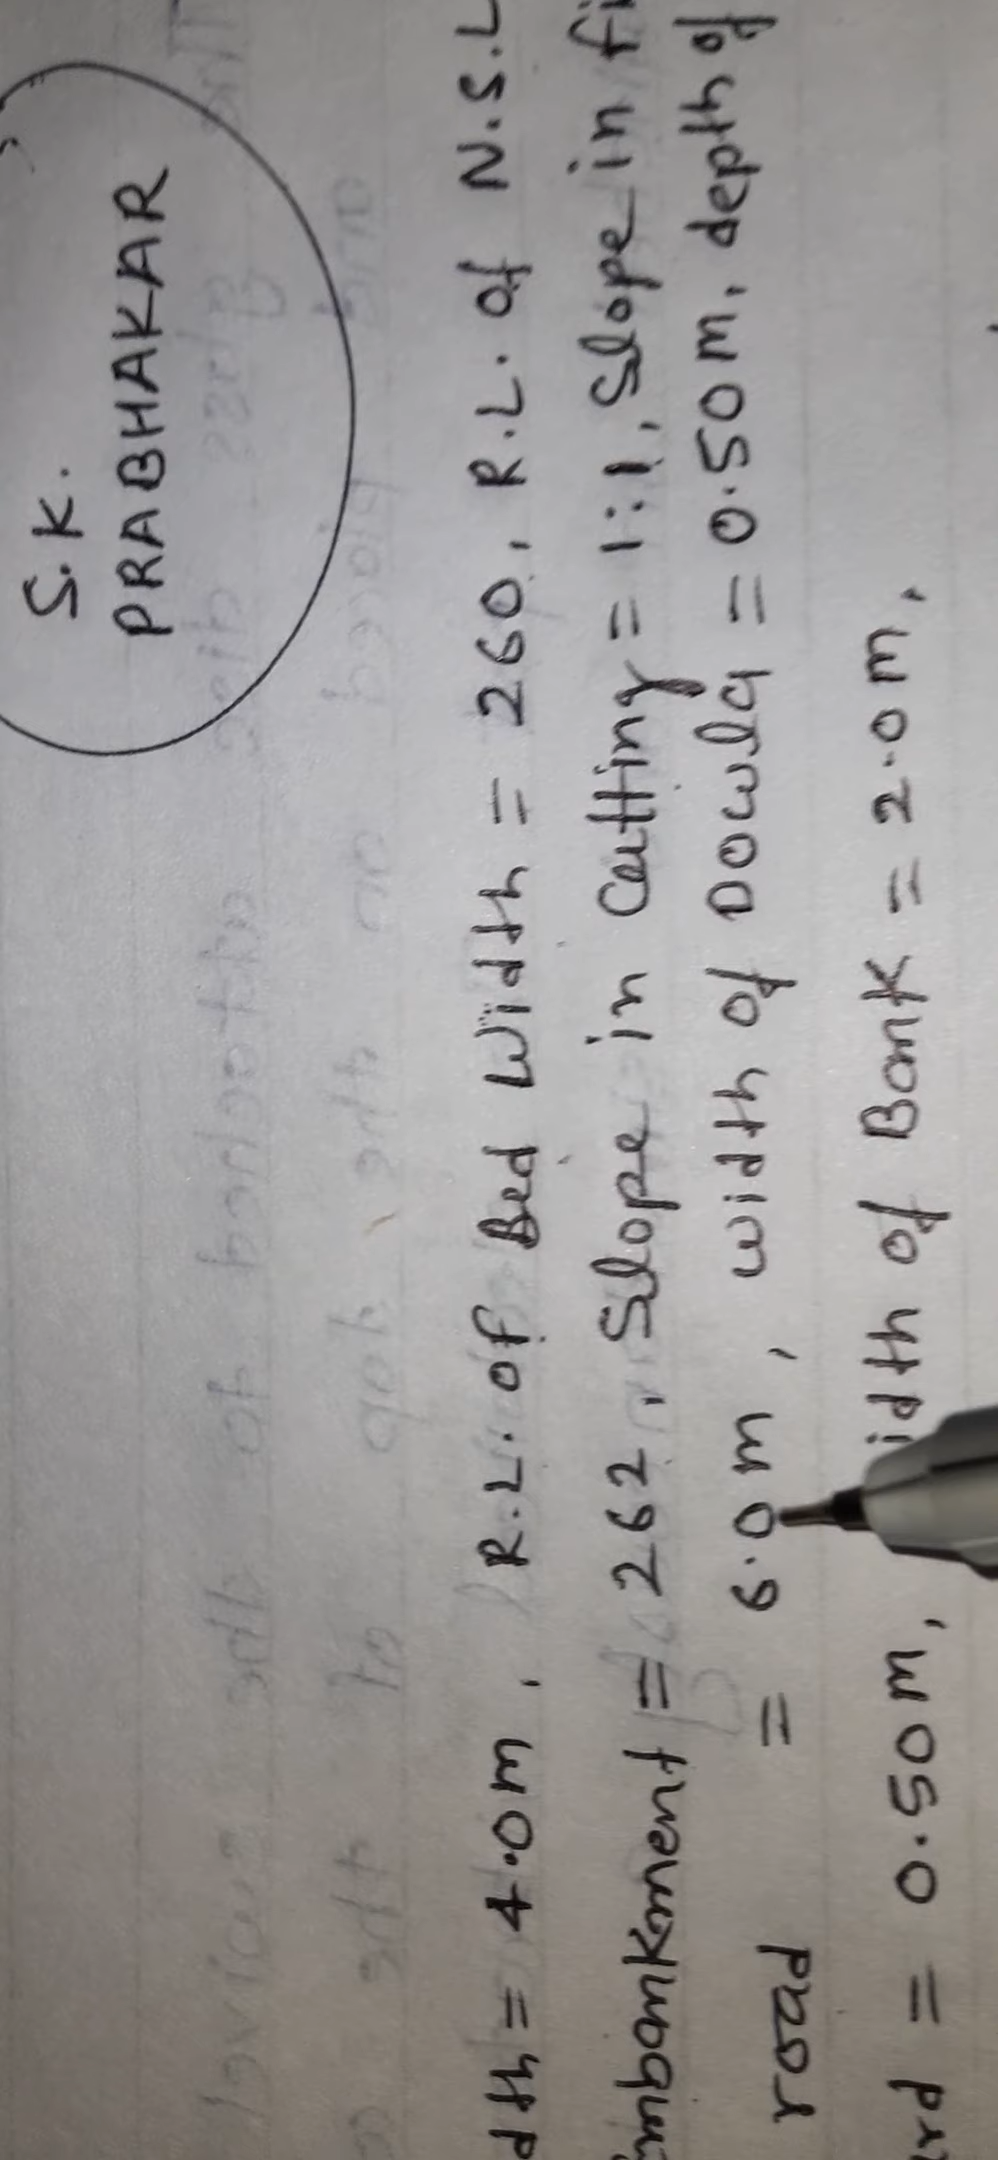 S.K.
PRABHAKAR
dth = 4.0m, R.L. of Bed Width = 260, R.L. of N.S.L
mbankment = 262, Slope in Cutting = 1:1, Slope in fi
road = 6.0m, width of Dowla = 0.50m, depth of
rd = 0.50m, idth of Bank = 2.0m,